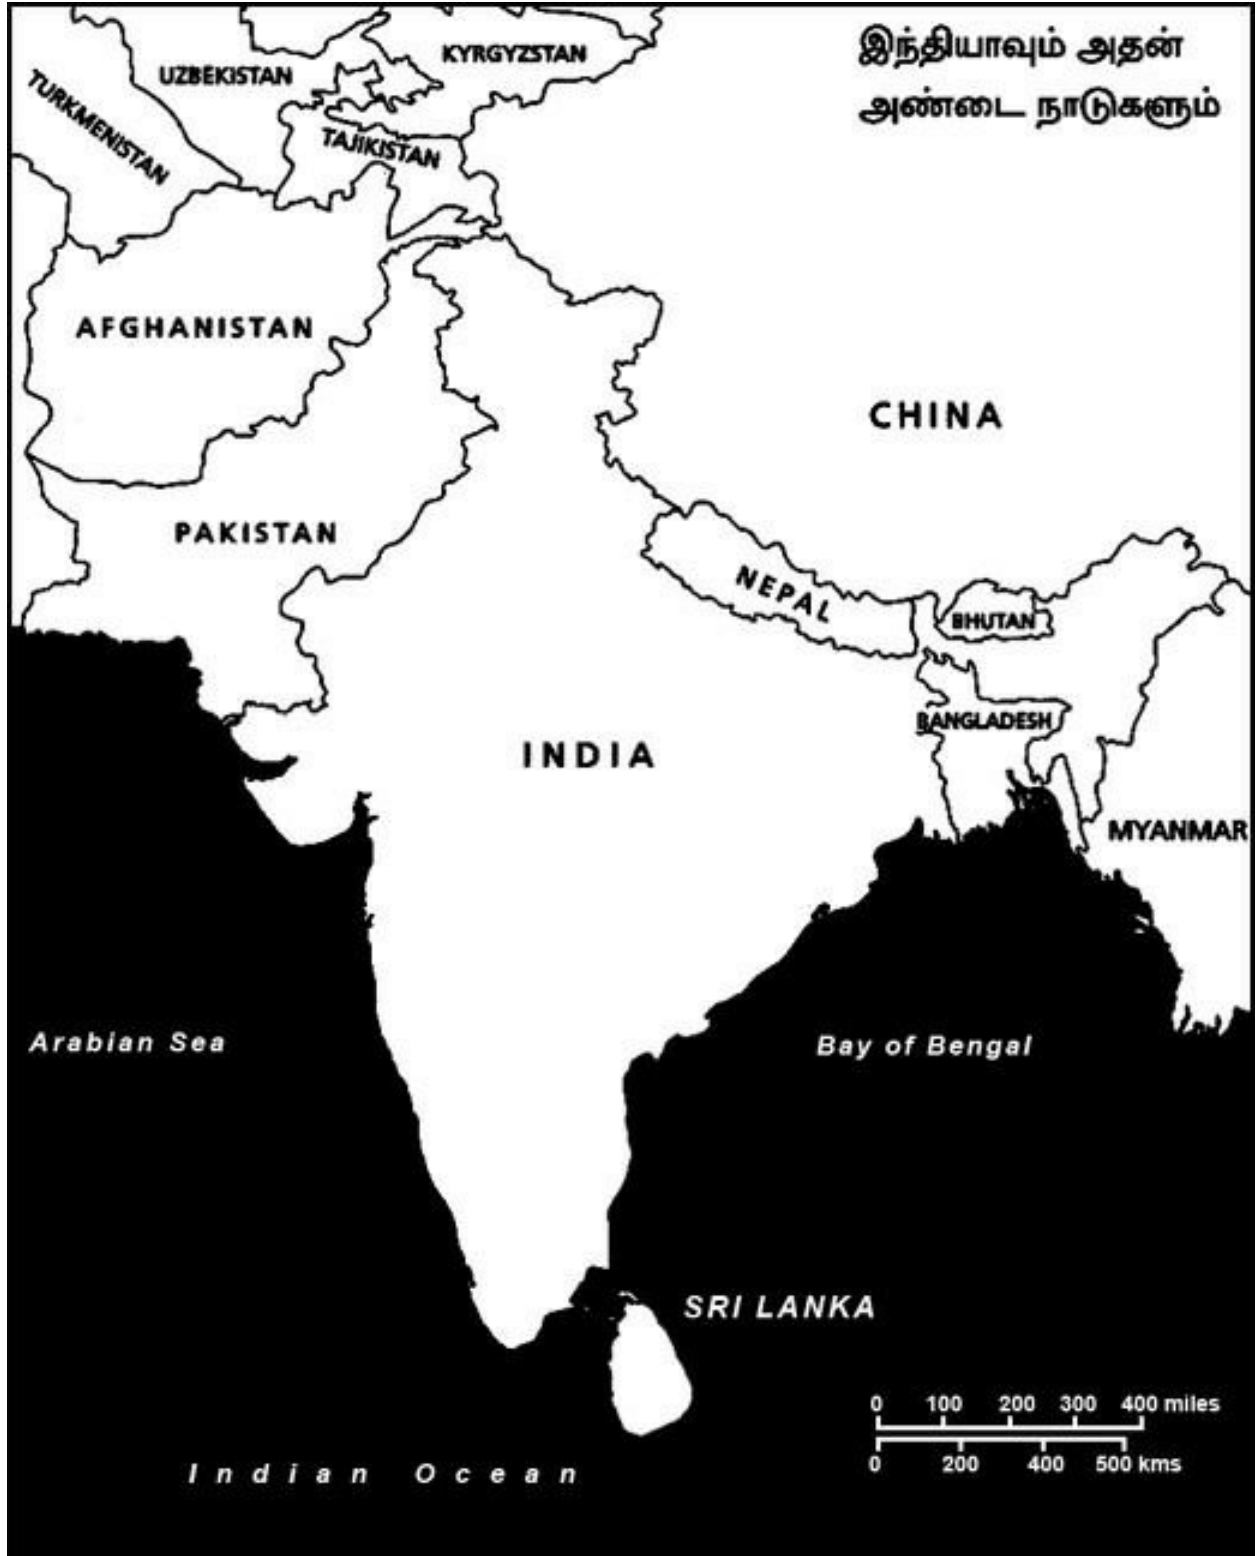 இந்தியாவும் அதன்
அண்டை நாடுகளும்
KYRGYZSTAN
UZBEKISTAN
TURKMENISTAN
TAJIKISTAN
AFGHANISTAN
CHINA
PAKISTAN
NEPAL
BHUTAN
BANGLADESH
INDIA
MYANMAR
Arabian Sea
Bay of Bengal
SRI LANKA
0 100 200 300 400 miles
0 200 400 500 kms
Indian Ocean